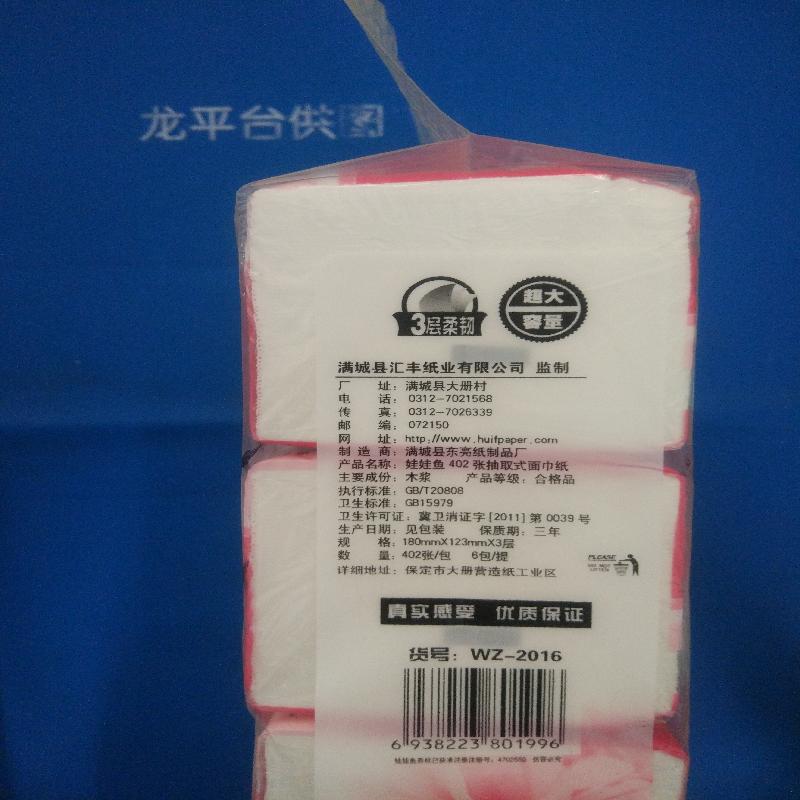 龙平台供图
3层柔韧
超大
容量
满城县汇丰纸业有限公司 监制
厂 址：满城县大册村
电 话：0312-7021568
传 真：0312-7026339
邮 编：072150
网 址：http://www.huifpaper.com
制 造 商：满城县东亮纸制品厂
产品名称：娃娃鱼 402 张抽取式面巾纸
主要成份：木浆 产品等级：合格品
执行标准：GB/T20808
卫生标准：GB15979
卫生许可证：冀卫消证字 [2011] 第 0039 号
生产日期：见包装 保质期：三年
规 格：180mmX123mmX3层
数 量：402张/包 6包/提
详细地址：保定市大册营造纸工业区
PLEASE
真实感受 优质保证
货号：WZ-2016
6 938223 801996